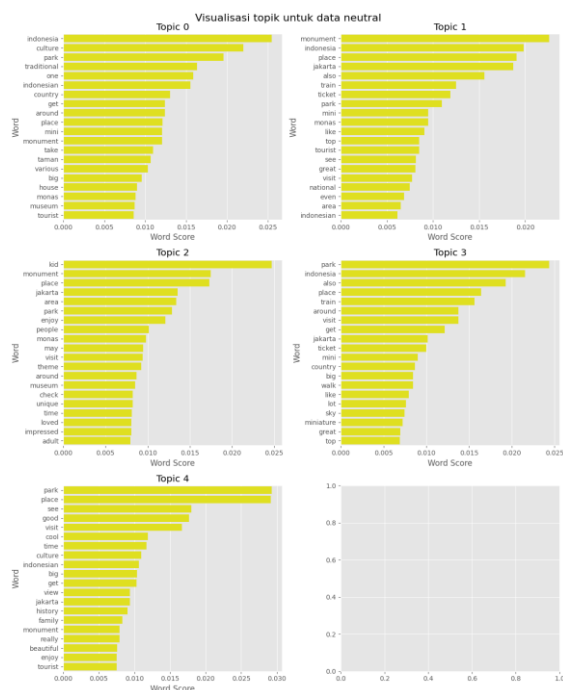 Visualisasi topik untuk data neutral
Topic 0
Word
indonesia
culture
park
traditional
one
indonesian
country
get
around
place
mini
monument
take
taman
various
big
house
monas
museum
tourist
0.000 0.005 0.010 0.015 0.020 0.025
Word Score
Topic 1
Word
monument
indonesia
place
jakarta
also
train
ticket
park
mini
monas
like
top
tourist
see
great
visit
national
even
area
indonesian
0.000 0.005 0.010 0.015 0.020
Word Score
Topic 2
Word
kid
monument
place
jakarta
area
park
enjoy
people
monas
may
visit
theme
around
museum
check
unique
time
loved
impressed
adult
0.000 0.005 0.010 0.015 0.020 0.025
Word Score
Topic 3
Word
park
indonesia
also
place
train
around
visit
get
jakarta
ticket
mini
country
big
walk
like
lot
sky
miniature
great
top
0.000 0.005 0.010 0.015 0.020 0.025
Word Score
Topic 4
Word
park
place
see
good
visit
cool
time
culture
indonesian
big
get
view
jakarta
history
family
monument
really
beautiful
enjoy
tourist
0.000 0.005 0.010 0.015 0.020 0.025 0.030
Word Score
1.0
0.8
0.6
0.4
0.2
0.0
0.0 0.2 0.4 0.6 0.8 1.0